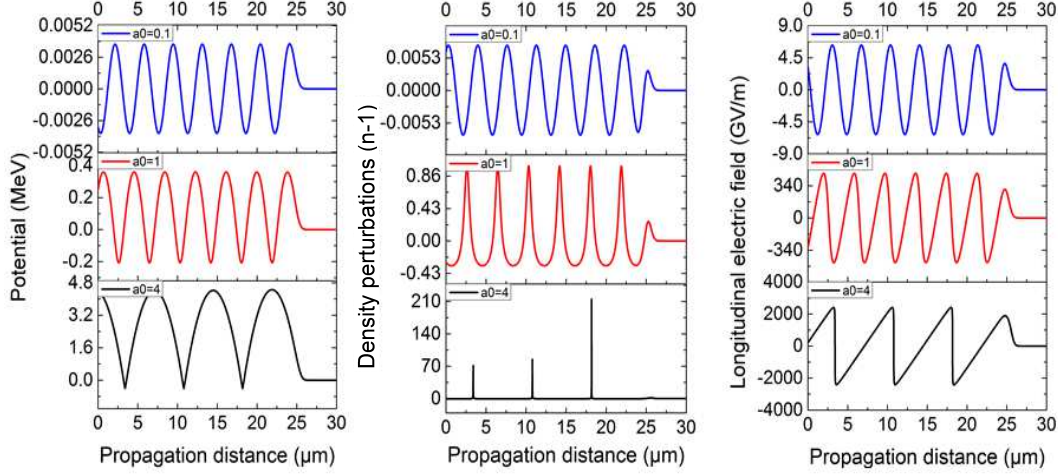 0 5 10 15 20 25 30
0.0052
a0=0.1
0.0026
0.0000
-0.0026
-0.0052
0.4
a0=1
0.2
0.0
-0.2
4.8
a0=4
3.2
1.6
0.0
0 5 10 15 20 25 30
Propagation distance (μm)
Potential (MeV)
0 5 10 15 20 25 30
a0=0.1
0.0053
0.0000
-0.0053
a0=1
0.86
0.43
0.00
-0.43
a0=4
210
140
70
0
0 5 10 15 20 25 30
Propagation distance (μm)
Density perturbations (n-1)
0 5 10 15 20 25 30
9.0
a0=0.1
4.5
0.0
-4.5
-9.0
a0=1
340
0
-340
4000
a0=4
2000
0
-2000
-4000
0 5 10 15 20 25 30
Propagation distance (μm)
Longitudinal electric field (GV/m)